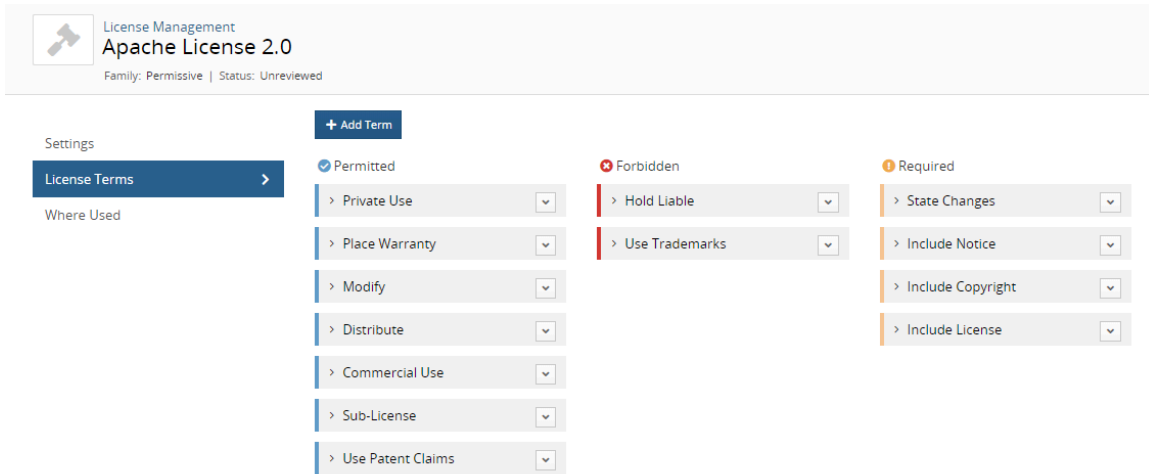 License Management
Apache License 2.0
Family: Permissive | Status: Unreviewed
Settings
License Terms
Where Used
+ Add Term
Permitted
Private Use
Place Warranty
Modify
Distribute
Commercial Use
Sub-License
Use Patent Claims
Forbidden
Hold Liable
Use Trademarks
Required
State Changes
Include Notice
Include Copyright
Include License